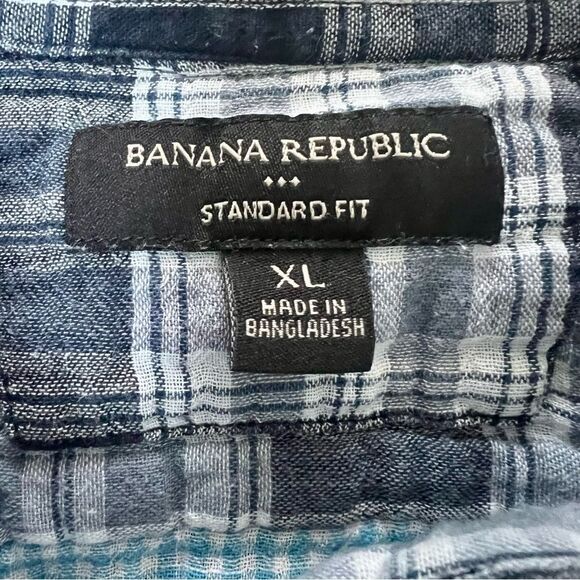 BANANA REPUBLIC
STANDARD FIT
XL
MADE IN
BANGLADESH